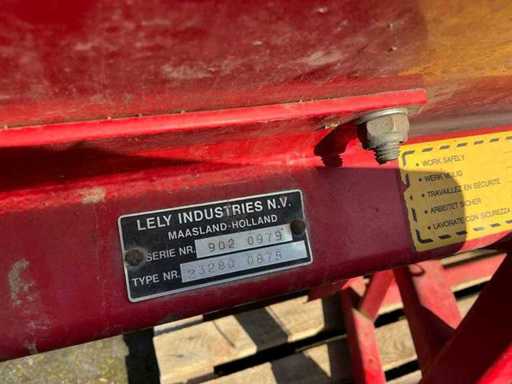 LELY INDUSTRIES N.V.
MAASLAND-HOLLAND
SERIE NR. 902 0979
TYPE NR. 23280 0875
• WORK SAFELY
• WERK VEILIG
• TRAVAILLEZ EN SÉCURITÉ
• ARBEITET SICHER
• LAVORATE CON SICUREZZA